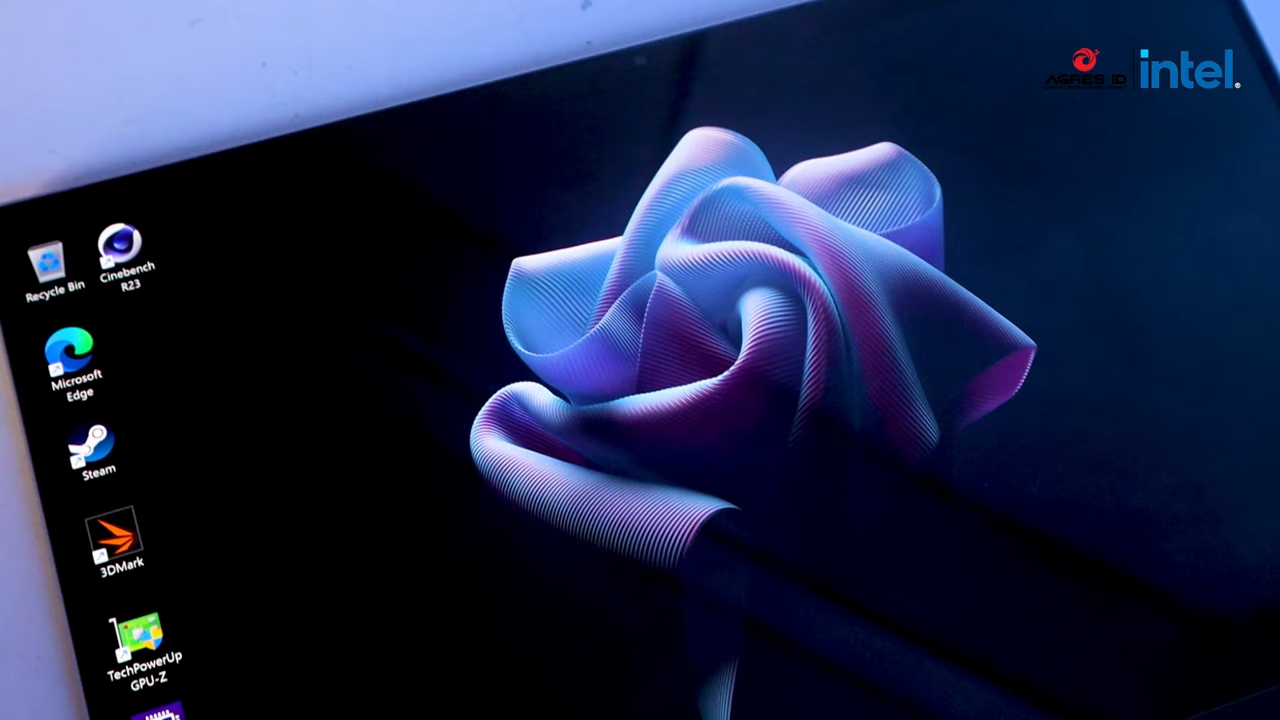 AGRES ID
intel.
Recycle Bin
Cinebench
R23
Microsoft
Edge
Steam
3DMark
TechPowerUp
GPU-Z